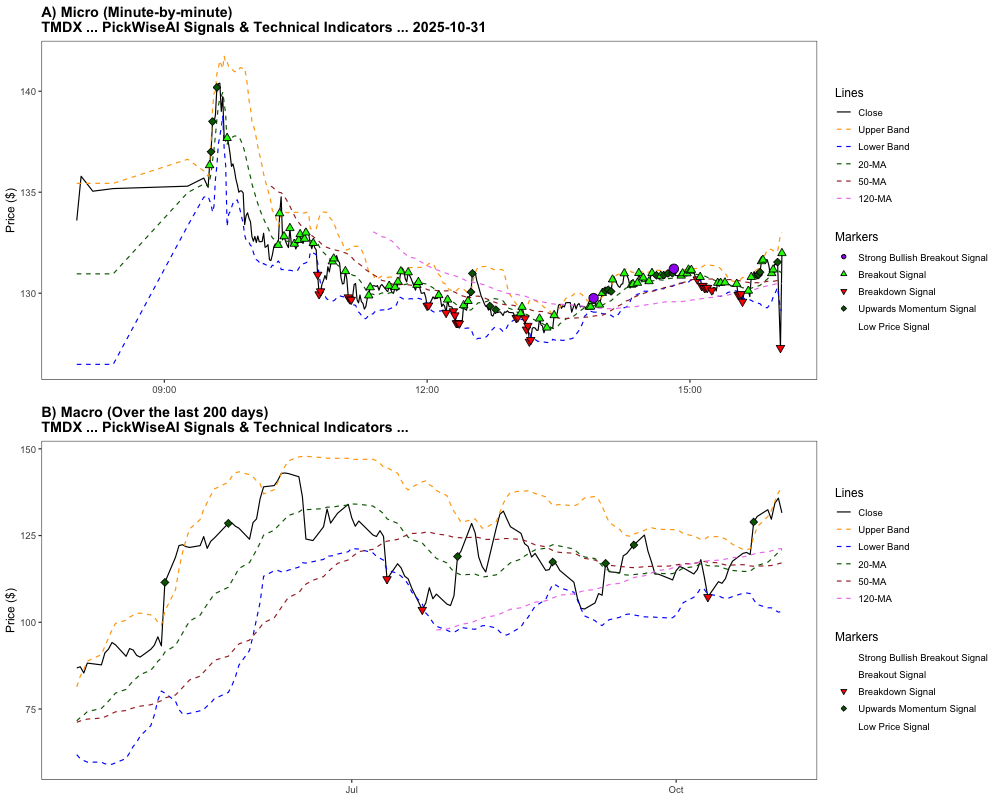 A) Micro (Minute-by-minute)
TMDX ... PickWiseAI Signals & Technical Indicators ... 2025-10-31
Price ($)
140
135
130
09:00
12:00
15:00
Lines
Close
Upper Band
Lower Band
20-MA
50-MA
120-MA
Markers
Strong Bullish Breakout Signal
Breakout Signal
Breakdown Signal
Upwards Momentum Signal
Low Price Signal
B) Macro (Over the last 200 days)
TMDX ... PickWiseAI Signals & Technical Indicators ...
Price ($)
150
125
100
75
Jul
Oct
Lines
Close
Upper Band
Lower Band
20-MA
50-MA
120-MA
Markers
Strong Bullish Breakout Signal
Breakout Signal
Breakdown Signal
Upwards Momentum Signal
Low Price Signal